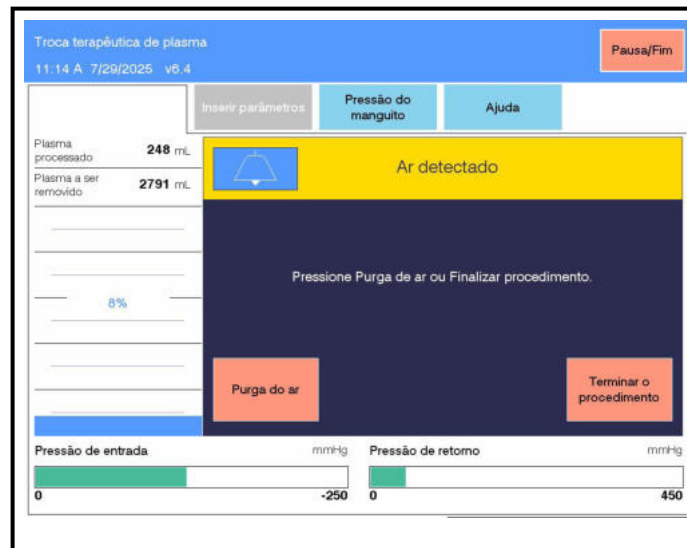 Troca terapêutica de plasma
11:14 A 7/29/2025 v6.4
Pausa/Fim
Inserir parâmetros
Pressão do
manguito
Ajuda
Plasma
processado 248 mL
Plasma a ser
removido 2791 mL
8%
Ar detectado
Pressione Purga de ar ou Finalizar procedimento.
Purga do ar
Terminar o
procedimento
Pressão de entrada mmHg
0 -250
Pressão de retorno mmHg
0 450